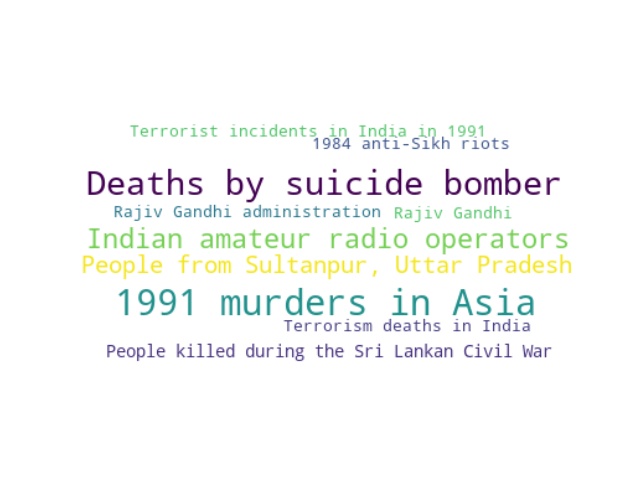 Terrorist incidents in India in 1991
1984 anti-Sikh riots
Deaths by suicide bomber
Rajiv Gandhi administration
Rajiv Gandhi
Indian amateur radio operators
People from Sultanpur, Uttar Pradesh
1991 murders in Asia
Terrorism deaths in India
People killed during the Sri Lankan Civil War